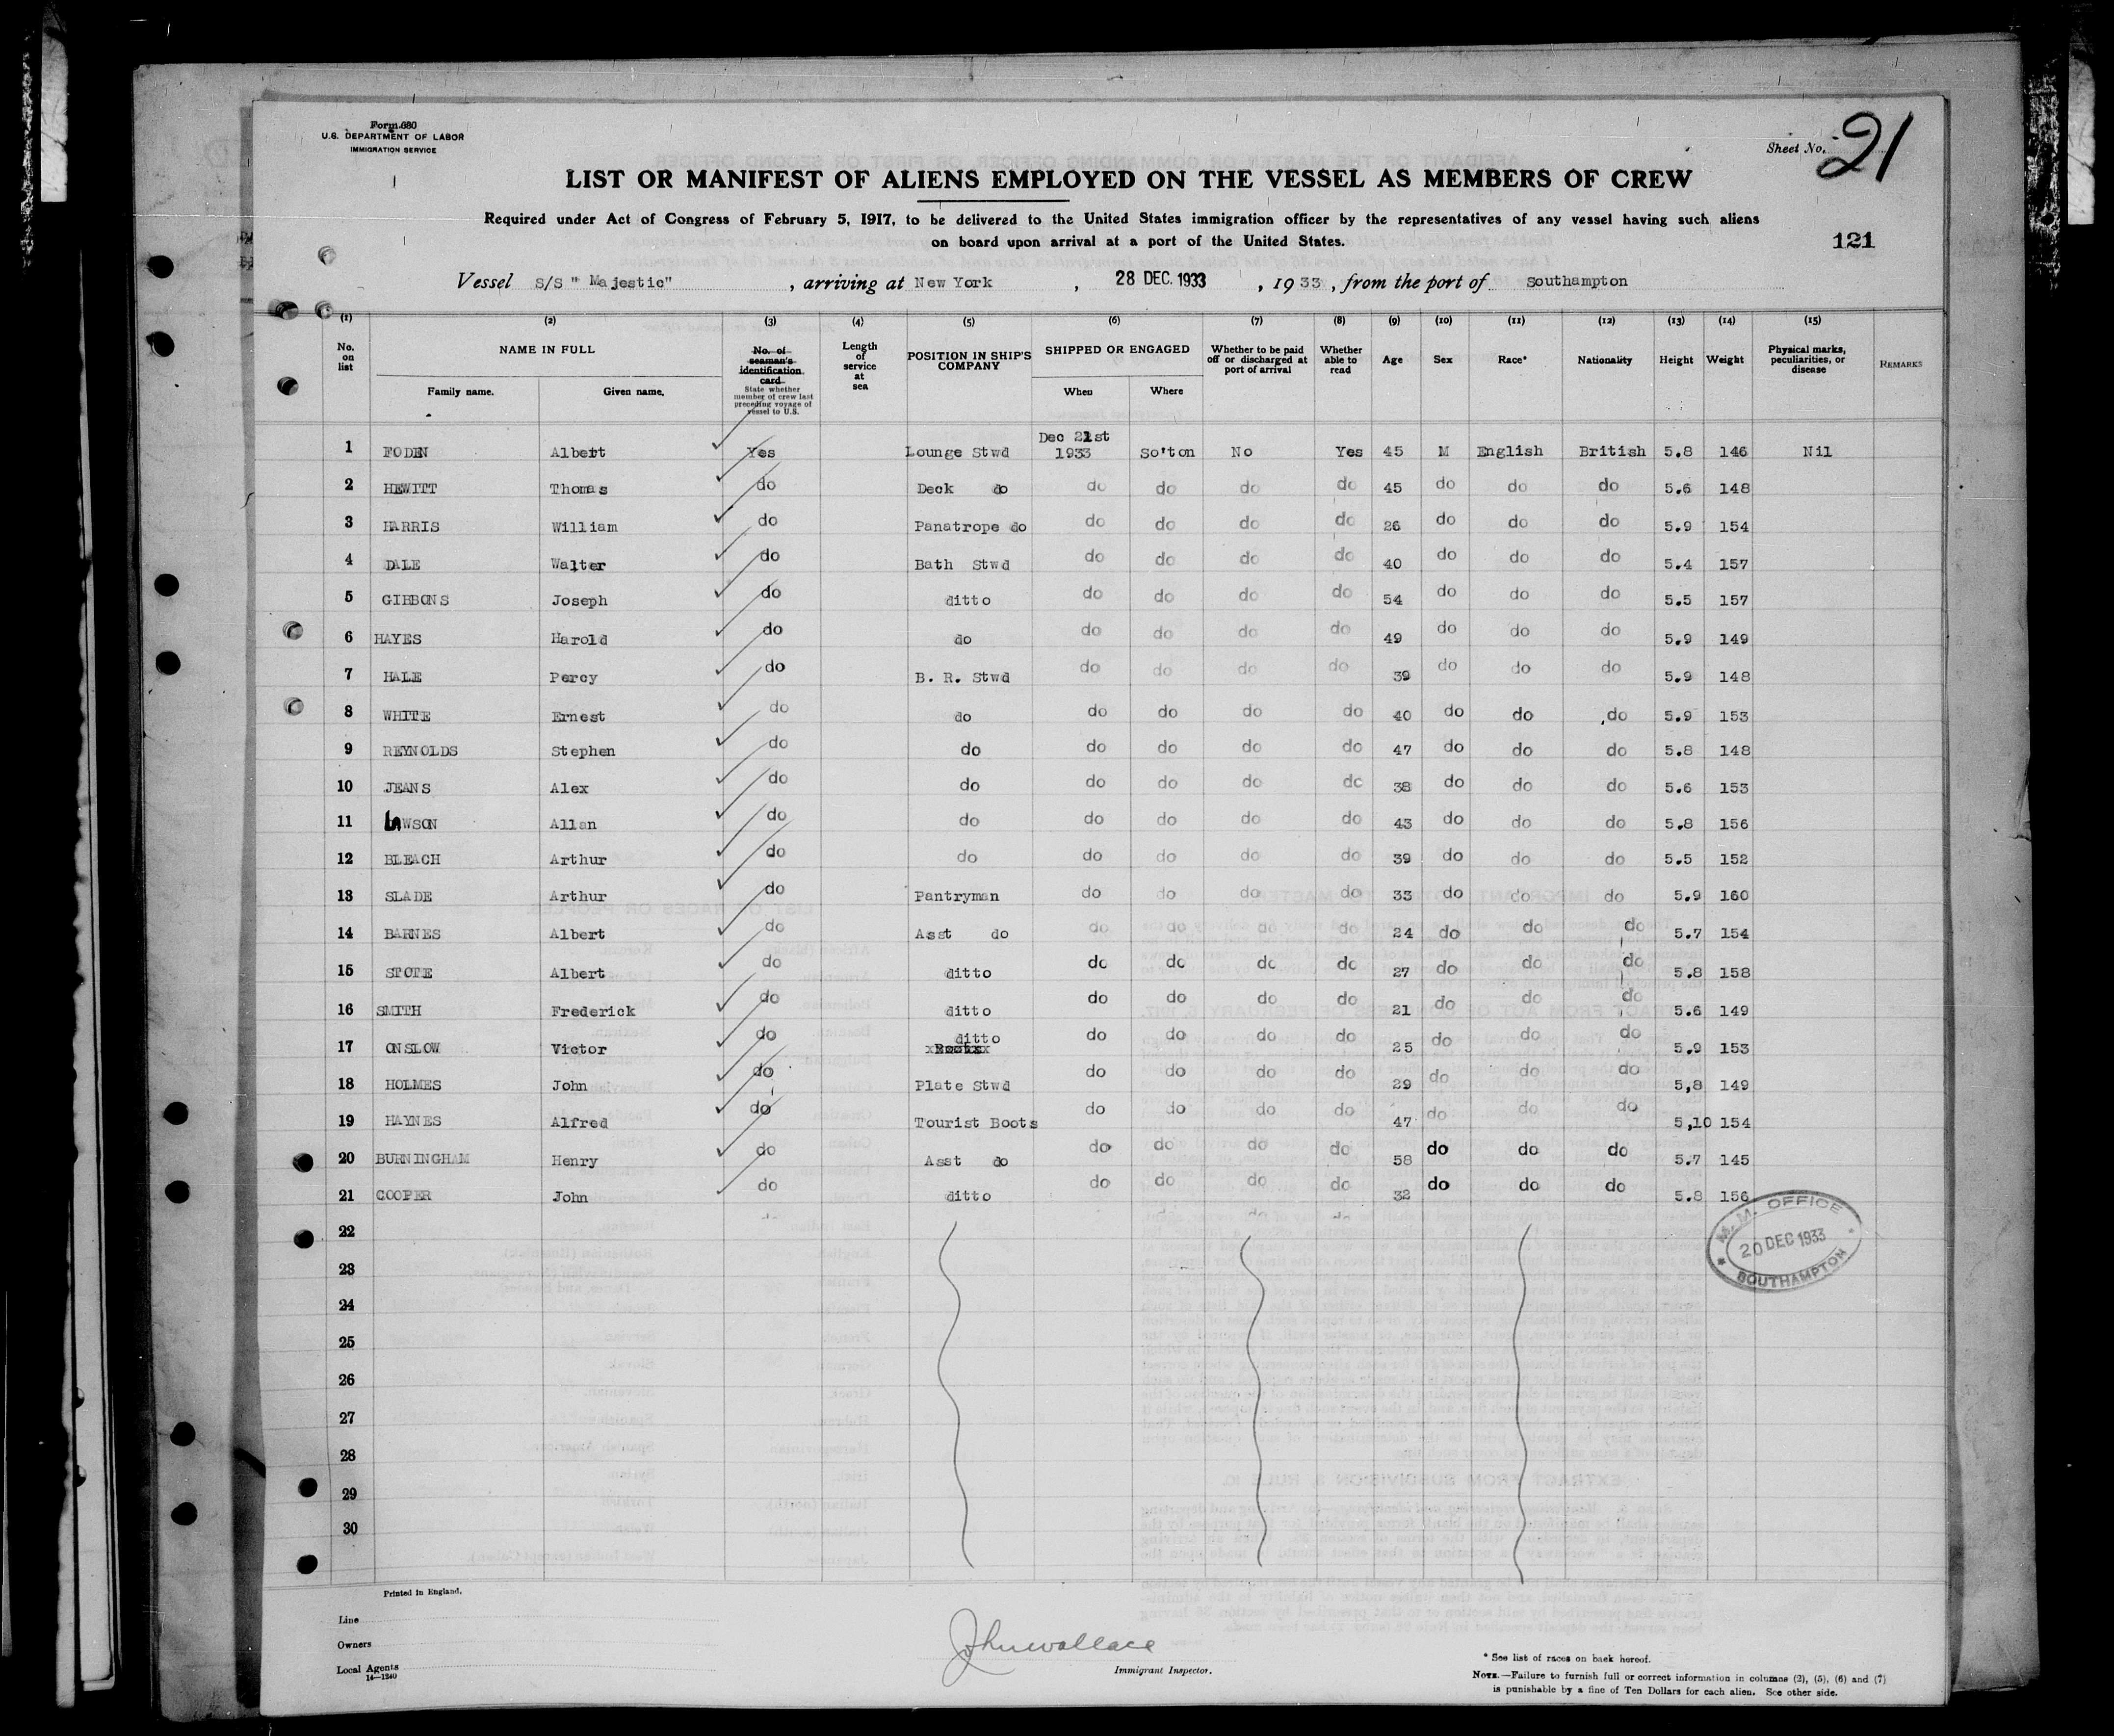 Form 680
U.S. DEPARTMENT OF LABOR
IMMIGRATION SERVICE
Sheet No. 21
LIST OR MANIFEST OF ALIENS EMPLOYED ON THE VESSEL AS MEMBERS OF CREW
Required under Act of Congress of February 5, 1917, to be delivered to the United States immigration officer by the representatives of any vessel having such aliens
on board upon arrival at a port of the United States.
121
Vessel S/S " Majestic" , arriving at New York , 28 DEC. 1933 , 1933 , from the port of Southampton
(1) (2) (3) (4) (5) (6) (7) (8) (9) (10) (11) (12) (13) (14) (15)
No. on list NAME IN FULL Family name. Given name. No. of seaman's identification card State whether member of crew last preceding voyage of vessel to U.S. Length of service at sea POSITION IN SHIP'S COMPANY SHIPPED OR ENGAGED When Where Whether to be paid off or discharged at port of arrival Whether able to read Age Sex Race* Nationality Height Weight Physical marks, peculiarities, or disease REMARKS
1 FODEN Albert Yes Lounge Stwd Dec 21st 1933 So'ton No Yes 45 M English British 5.8 146 Nil
2 HEWITT Thomas do Deck do do do do do 45 do do do 5.6 148
3 HARRIS William do Panatrope do do do do do 26 do do do 5.9 154
4 DALE Walter do Bath Stwd do do do do 40 do do do 5.4 157
5 GIBBONS Joseph do ditto do do do do 54 do do do 5.5 157
6 HAYES Harold do do do do do do 49 do do do 5.9 149
7 HALE Percy do B. R. Stwd do do do do 39 do do do 5.9 148
8 WHITE Ernest do do do do do do 40 do do do 5.9 153
9 REYNOLDS Stephen do do do do do do 47 do do do 5.8 148
10 JEANS Alex do do do do do do 38 do do do 5.6 153
11 Allan do do do do do do 43 do do do 5.8 156
12 BLEACH Arthur do do do do do do 39 do do do 5.5 152
13 SLADE Arthur do Pantryman do do do do 33 do do do 5.9 160
14 BARNES Albert do Asst do do do do do 24 do do do 5.7 154
15 STOTE Albert do ditto do do do do 27 do do do 5.8 158
16 SMITH Frederick do ditto do do do do 21 do do do 5.6 149
17 ONSLOW Victor do ditto do do do do 25 do do do 5.9 153
18 HOLMES John do Plate Stwd do do do do 29 do do do 5,8 149
19 HAYNES Alfred do Tourist Boots do do do do 47 do do do 5,10 154
20 BURNINGHAM Henry do Asst do do do do do 58 do do do 5.7 145
21 COOPER John do ditto do do do do 32 do do do 5.8 156
22
23
24
25
26
27
28
29
30
M. M. OFFICE
20 DEC 1933
SOUTHAMPTON
Printed in England.
Line
Owners
Local Agents
14—1240
John Wallace
Immigrant Inspector.
* See list of races on back hereof.
NOTE.—Failure to furnish full or correct information in columns (2), (5), (6) and (7)
is punishable by a fine of Ten Dollars for each alien. See other side.